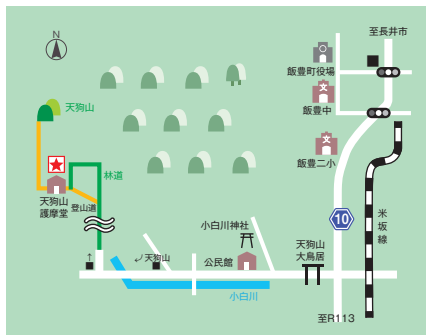 N
至長井市
飯豊町役場
飯豊中
飯豊二小
天狗山
林道
登山道
天狗山
護摩堂
小白川神社
公民館
↑
↙天狗山
天狗山
大鳥居
10
米坂線
小白川
至R113